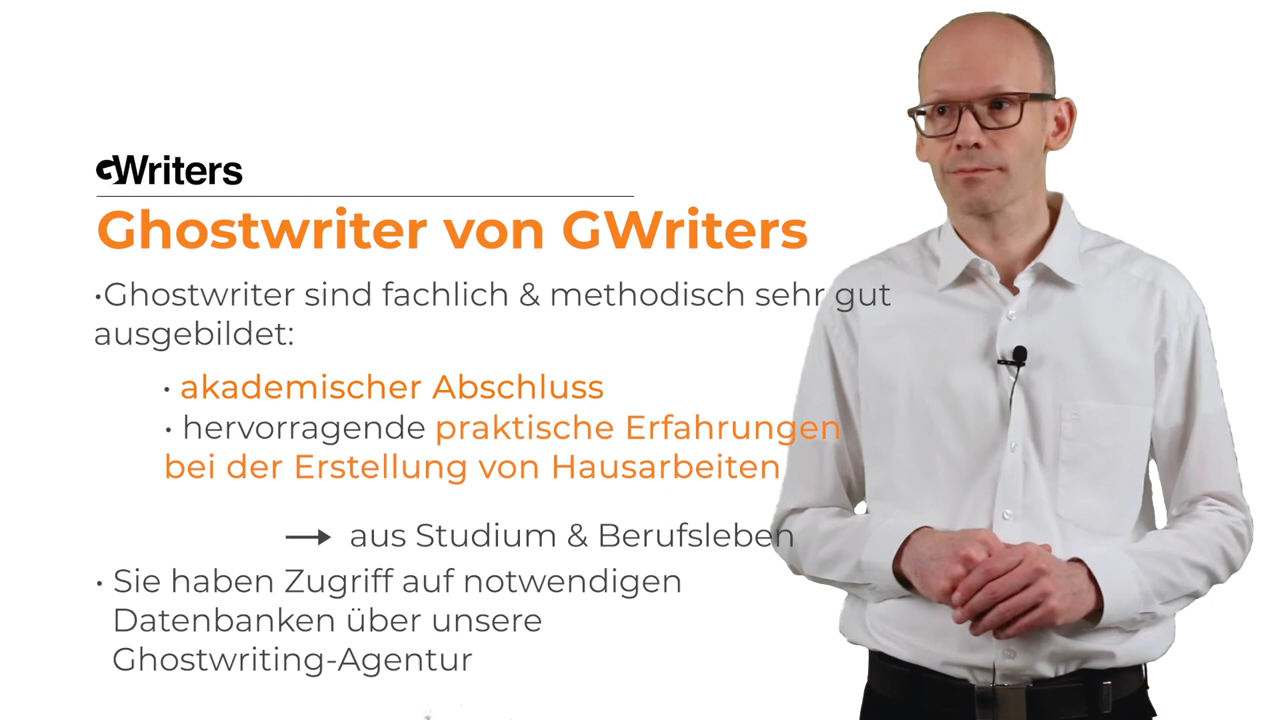 GWriters
Ghostwriter von GWriters
•Ghostwriter sind fachlich & methodisch sehr gut
ausgebildet:
• akademischer Abschluss
• hervorragende praktische Erfahrungen
bei der Erstellung von Hausarbeiten
→ aus Studium & Berufsleben
• Sie haben Zugriff auf notwendigen
Datenbanken über unsere
Ghostwriting-Agentur